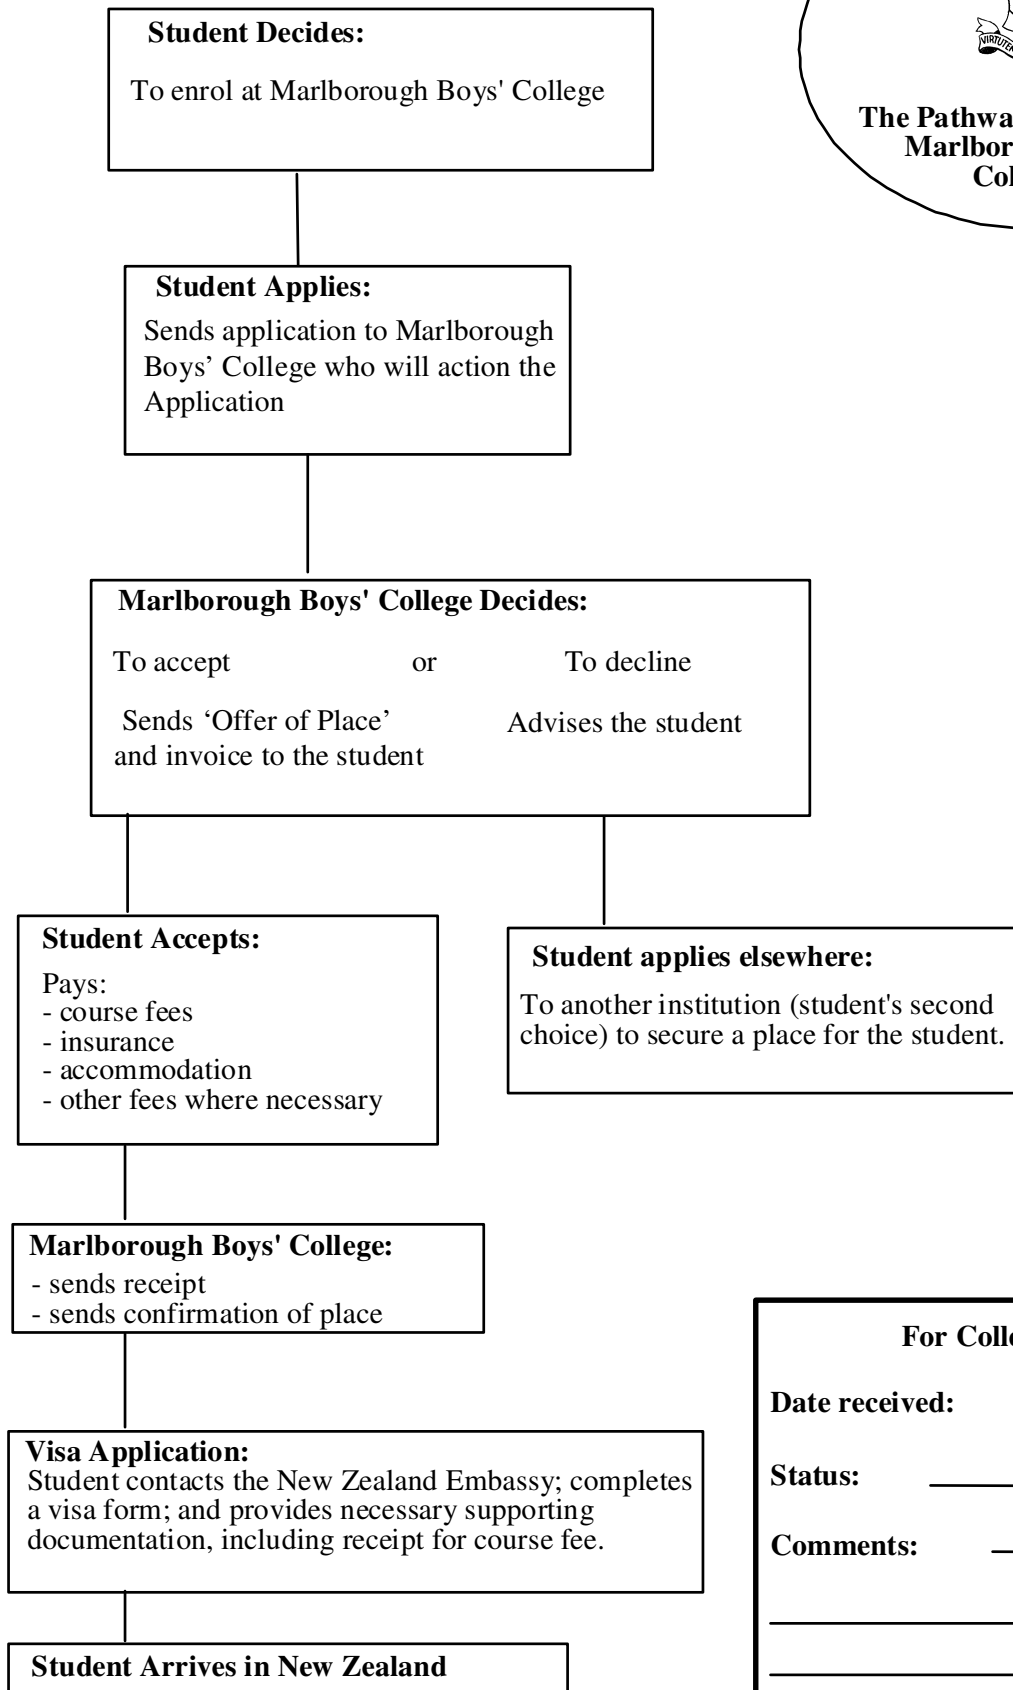 Student Decides:
To enrol at Marlborough Boys' College
The
Student Applies:
Sends application to Marlborough
Boys’ College who will action the
Application
Marlborough Boys' College Decides:
To accept or To decline
Sends ‘Offer of Place’ Advises the student
and invoice to the student
Student Accepts:
Pays:
- course fees
- insurance
- accommodation
- other fees where necessary
Student applies elsewhere:
To another institution (student's second
choice) to secure a place for the student.
Marlborough Boys' College:
- sends receipt
- sends confirmation of place
For
Date received:
Status:
Comments:
Visa Application:
Student contacts the New Zealand Embassy; completes
a visa form; and provides necessary supporting
documentation, including receipt for course fee.
Student Arrives in New Zealand